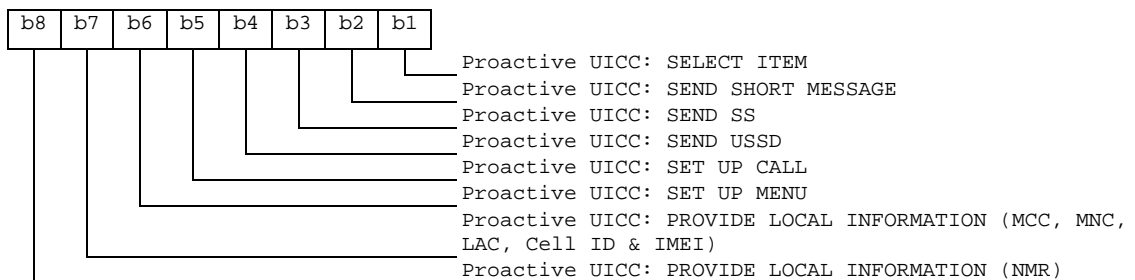 b8 b7 b6 b5 b4 b3 b2 b1
Proactive UICC: SELECT ITEM
Proactive UICC: SEND SHORT MESSAGE
Proactive UICC: SEND SS
Proactive UICC: SEND USSD
Proactive UICC: SET UP CALL
Proactive UICC: SET UP MENU
Proactive UICC: PROVIDE LOCAL INFORMATION (MCC, MNC,
LAC, Cell ID & IMEI)
Proactive UICC: PROVIDE LOCAL INFORMATION (NMR)